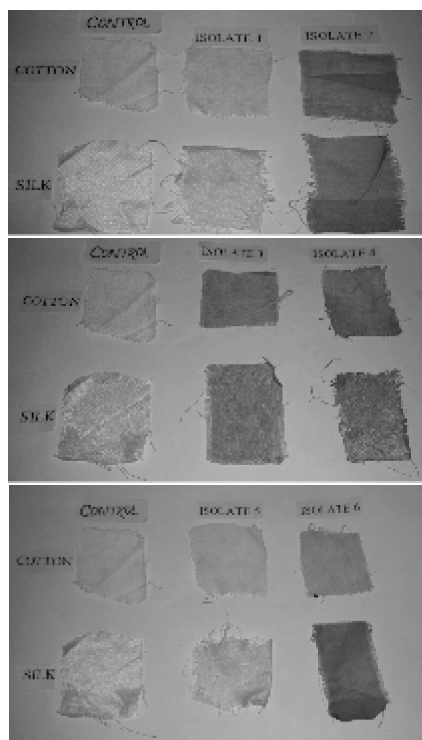 CONTROL ISOLATE 1 ISOLATE 2
COTTON
SILK
CONTROL ISOLATE 3 ISOLATE 4
COTTON
SILK
CONTROL ISOLATE 5 ISOLATE 6
COTTON
SILK